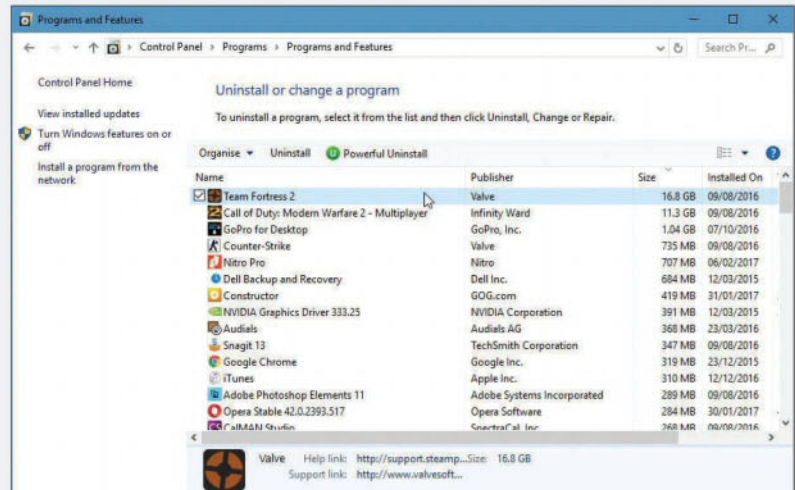 Programs and Features
Control Panel > Programs > Programs and Features
Search Pr...
Control Panel Home
View installed updates
Turn Windows features on or
off
Install a program from the
network
Uninstall or change a program
To uninstall a program, select it from the list and then click Uninstall, Change or Repair.
Organise Uninstall Powerful Uninstall
Name Publisher Size Installed On
Team Fortress 2 Valve 16.8 GB 09/08/2016
Call of Duty: Modern Warfare 2 - Multiplayer Infinity Ward 11.3 GB 09/08/2016
GoPro for Desktop GoPro, Inc. 1.04 GB 07/10/2016
Counter-Strike Valve 735 MB 09/08/2016
Nitro Pro Nitro 707 MB 06/02/2017
Dell Backup and Recovery Dell Inc. 684 MB 12/03/2015
Constructor GOG.com 419 MB 31/01/2017
NVIDIA Graphics Driver 333.25 NVIDIA Corporation 391 MB 12/03/2015
Audials Audials AG 368 MB 23/03/2016
Snagit 13 TechSmith Corporation 347 MB 09/08/2016
Google Chrome Google Inc. 319 MB 23/12/2015
iTunes Apple Inc. 310 MB 12/12/2016
Adobe Photoshop Elements 11 Adobe Systems Incorporated 289 MB 09/08/2016
Opera Stable 42.0.2393.517 Opera Software 284 MB 30/01/2017
CalMAN Studio SpectraCal, Inc. 268 MB 09/08/2016
Valve Help link: http://support.steamp... Size: 16.8 GB
Support link: http://www.valvesoft...